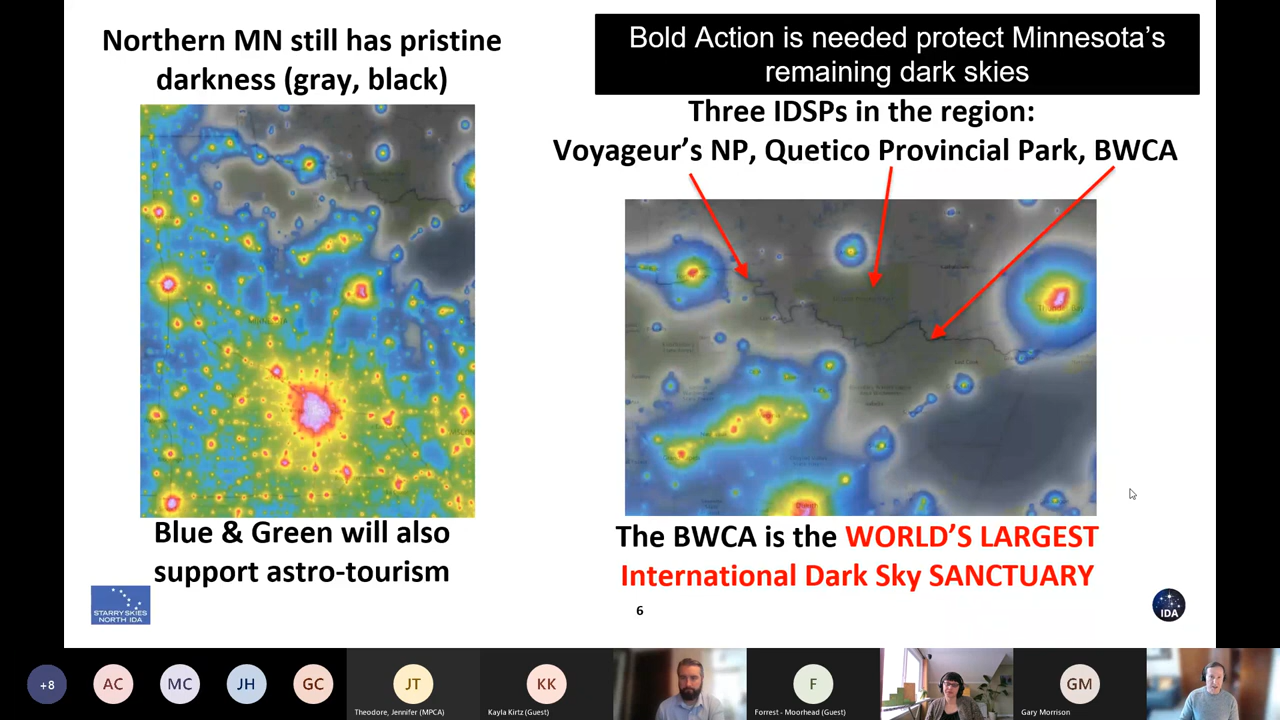 Northern MN still has pristine
darkness (gray, black)
Bold Action is needed protect Minnesota's
remaining dark skies
Three IDSPs in the region:
Voyageur's NP, Quetico Provincial Park, BWCA
Thunder Bay
Duluth
Blue & Green will also
support astro-tourism
The BWCA is the WORLD'S LARGEST
International Dark Sky SANCTUARY
STARRY SKIES
NORTH IDA
6
IDA
+8
AC
MC
JH
GC
JT
Theodore, Jennifer (MPCA)
KK
Kayla Kirtz (Guest)
F
Forrest - Moorhead (Guest)
GM
Gary Morrison